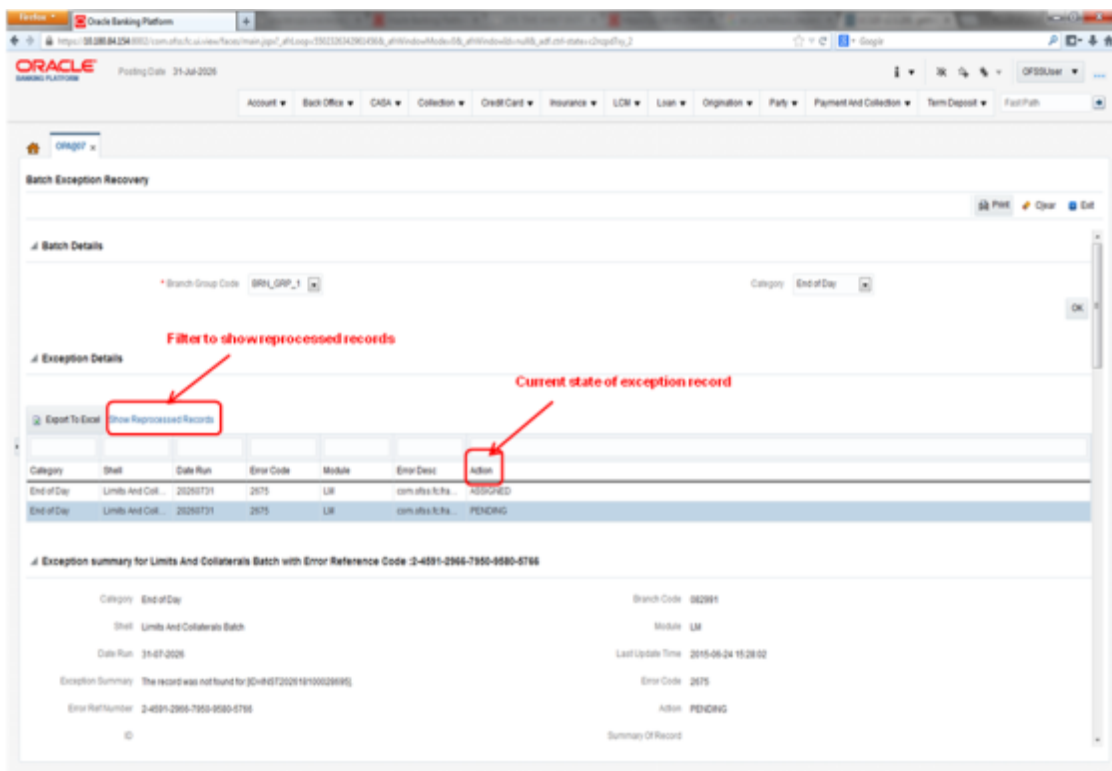 Firefox
Oracle Banking Platform
Google
ORACLE
BANKING PLATFORM
Posting Date 31-Jul-2026
OFSSUser
Account Back Office CASA Collection Credit Card Insurance LCM Loan Origination Party Payment And Collection Term Deposit Fast Path
OPA007 x
Batch Exception Recovery
Print Clear Exit
Batch Details
* Branch Group Code BRN_GRP_1 Category End of Day
OK
Filter to show reprocessed records
Exception Details
Current state of exception record
Export To Excel Show Reprocessed Records
Category Shell Date Run Error Code Module Error Desc Action
End of Day Limits And Coll... 20260731 2675 LM com.ofss.fc.fra... ASSIGNED
End of Day Limits And Coll... 20260731 2675 LM com.ofss.fc.fra... PENDING
Exception summary for Limits And Collaterals Batch with Error Reference Code :2-4591-2966-7950-9580-5766
Category End of Day Branch Code 082991
Shell Limits And Collaterals Batch Module LM
Date Run 31-07-2026 Last Update Time 2015-06-24 15:28:02
Exception Summary The record was not found for Error Code 2675
Error Ref Number 2-4591-2966-7950-9580-5766 Action PENDING
ID Summary Of Record